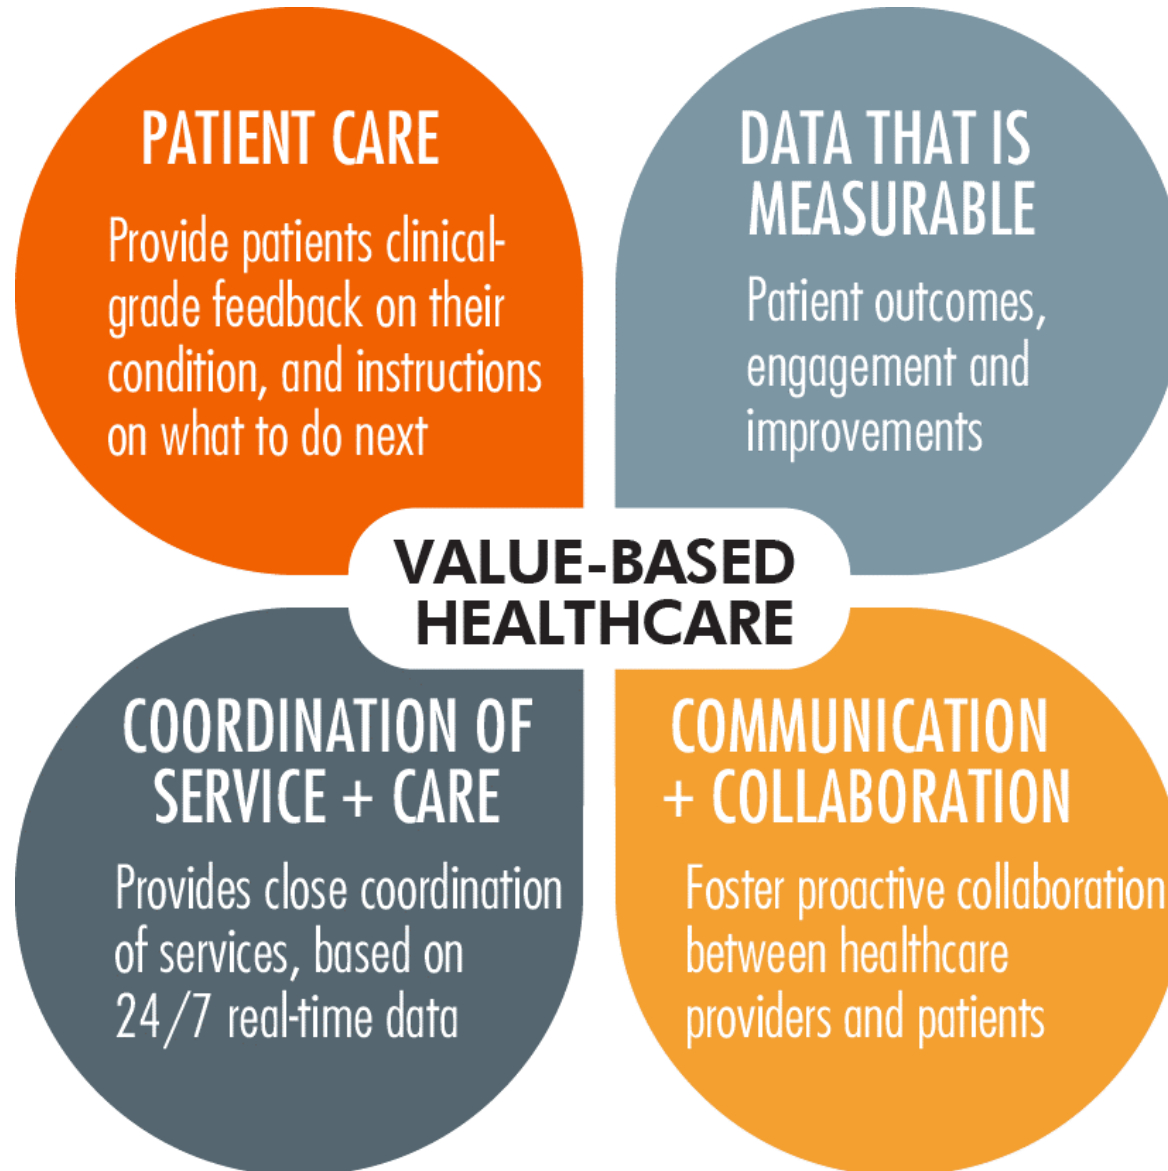 PATIENT CARE
Provide patients clinical-
grade feedback on their
condition, and instructions
on what to do next
DATA THAT IS
MEASURABLE
Patient outcomes,
engagement and
improvements
VALUE-BASED
HEALTHCARE
COORDINATION OF
SERVICE + CARE
Provides close coordination
of services, based on
24/7 real-time data
COMMUNICATION
+ COLLABORATION
Foster proactive collaboration
between healthcare
providers and patients